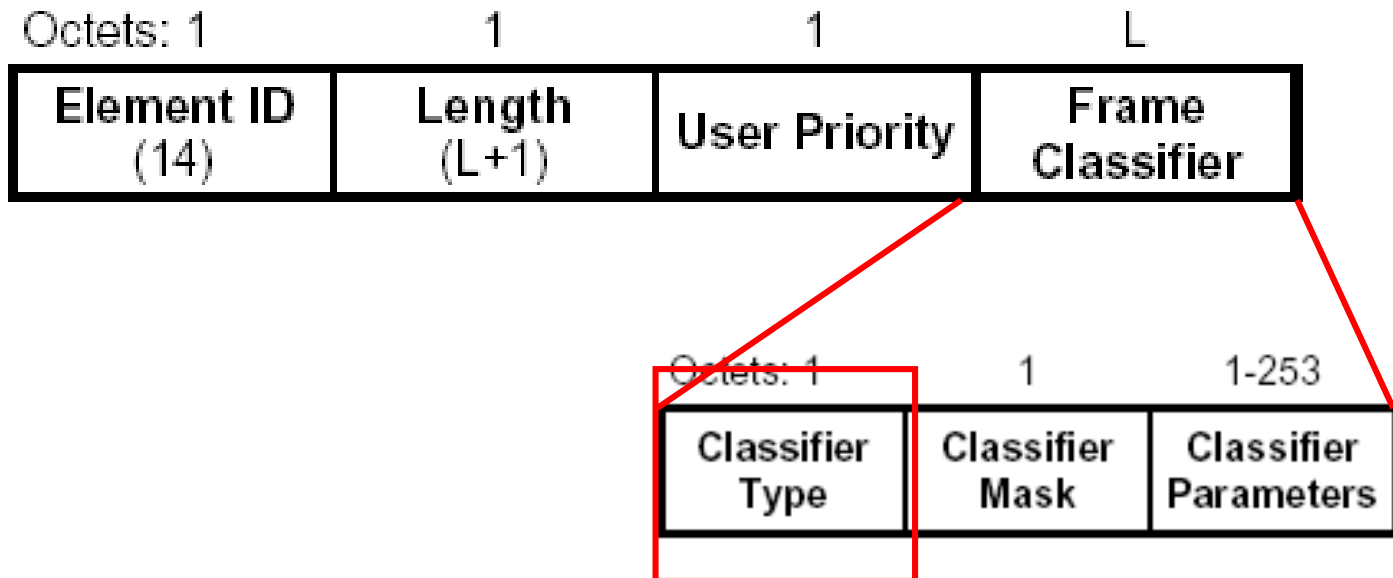 Octets: 1 1 1 L
Element ID Length User Priority Frame
(14) (L+1) Classifier
Octets: 1 1 1-253
Classifier Classifier Classifier
Type Mask Parameters